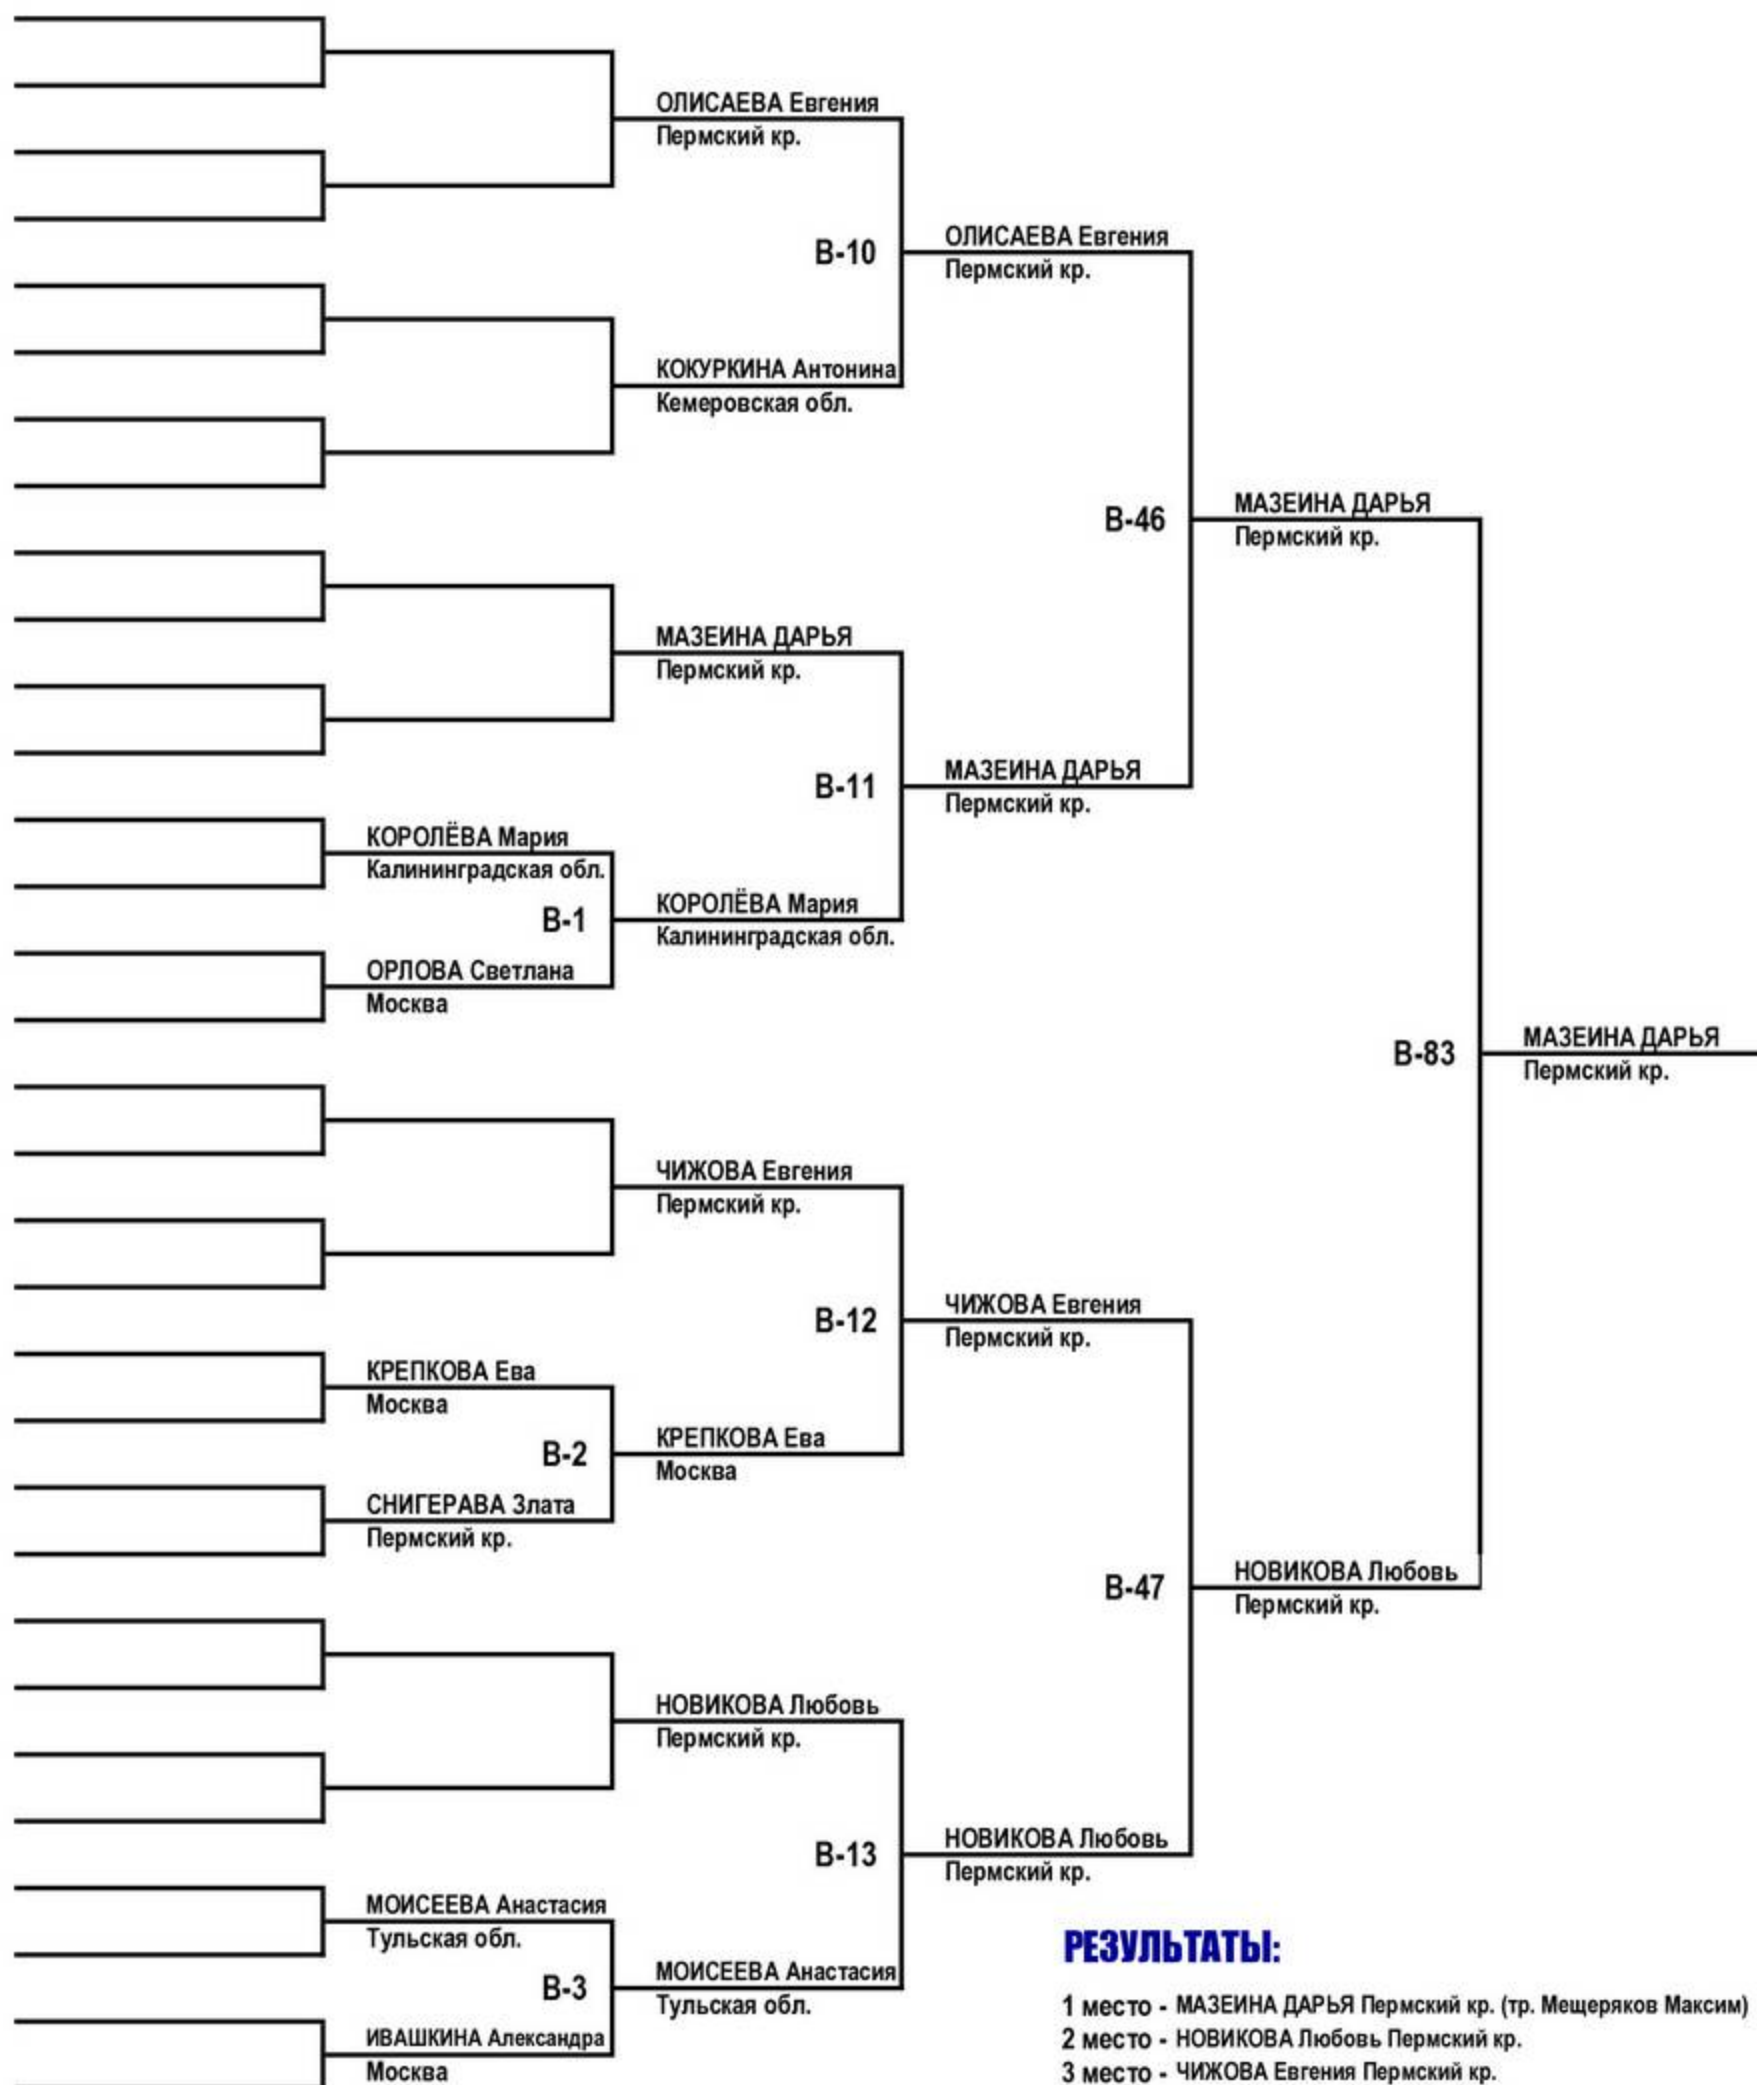 ОЛИСАЕВА Евгения
Пермский кр.
В-10
ОЛИСАЕВА Евгения
Пермский кр.
КОКУРКИНА Антонина
Кемеровская обл.
В-46
МАЗЕИНА ДАРЬЯ
Пермский кр.
МАЗЕИНА ДАРЬЯ
Пермский кр.
В-11
МАЗЕИНА ДАРЬЯ
Пермский кр.
КОРОЛЁВА Мария
Калининградская обл.
В-1
КОРОЛЁВА Мария
Калининградская обл.
ОРЛОВА Светлана
Москва
В-83
МАЗЕИНА ДАРЬЯ
Пермский кр.
ЧИЖОВА Евгения
Пермский кр.
В-12
ЧИЖОВА Евгения
Пермский кр.
КРЕПКОВА Ева
Москва
В-2
КРЕПКОВА Ева
Москва
СНИГЕРАВА Злата
Пермский кр.
В-47
НОВИКОВА Любовь
Пермский кр.
НОВИКОВА Любовь
Пермский кр.
В-13
НОВИКОВА Любовь
Пермский кр.
МОИСЕЕВА Анастасия
Тульская обл.
В-3
МОИСЕЕВА Анастасия
Тульская обл.
ИВАШКИНА Александра
Москва
РЕЗУЛЬТАТЫ:
1 место - МАЗЕИНА ДАРЬЯ Пермский кр. (тр. Мещеряков Максим)
2 место - НОВИКОВА Любовь Пермский кр.
3 место - ЧИЖОВА Евгения Пермский кр.